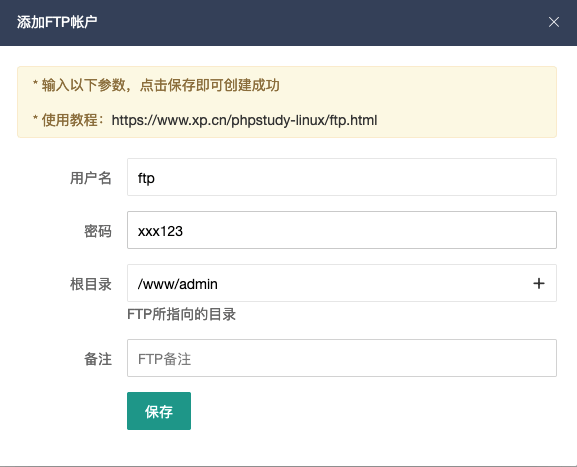 添加FTP帐户
* 输入以下参数，点击保存即可创建成功
* 使用教程：https://www.xp.cn/phpstudy-linux/ftp.html
用户名 ftp
密码 xxx123
根目录 /www/admin +
FTP所指向的目录
备注 FTP备注
保存